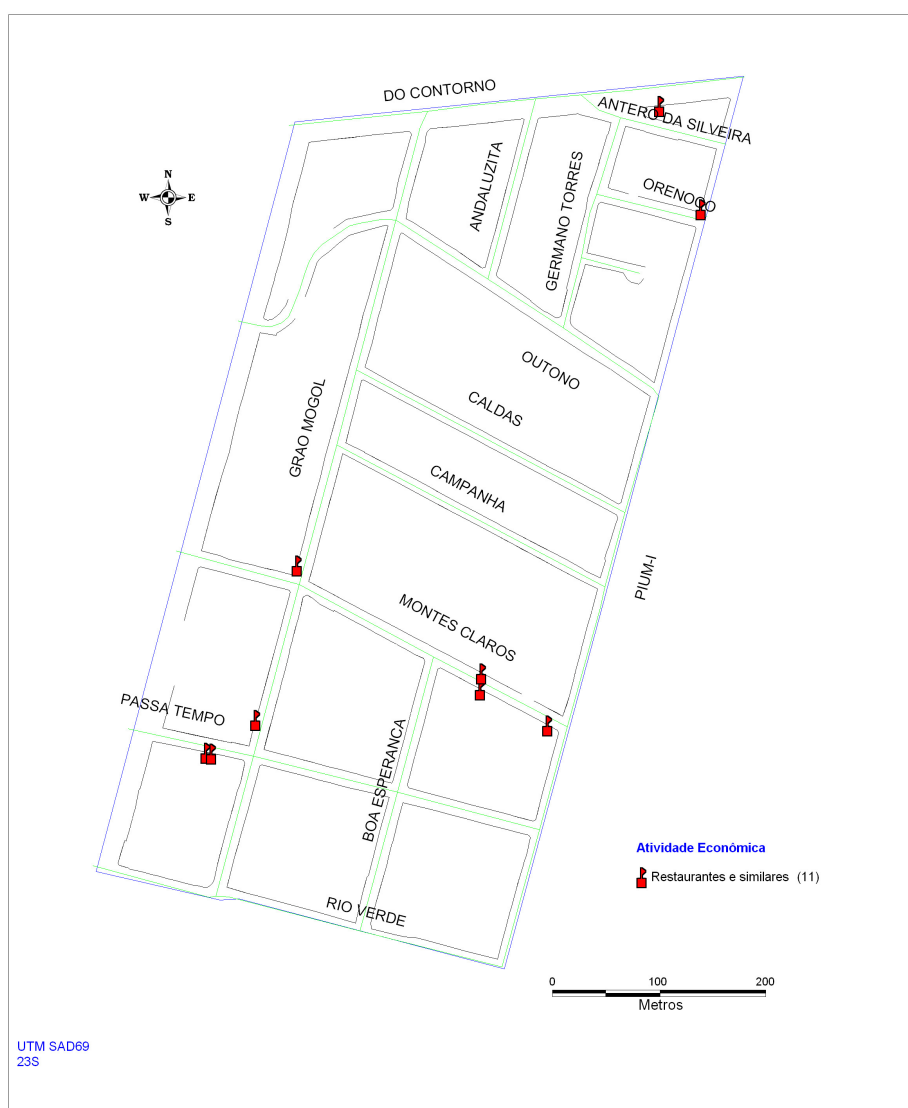 DO CONTORNO
ANTERO DA SILVEIRA
ANDALUZITA
GERMANO TORRES
ORENOCO
N
W
E
S
OUTONO
CALDAS
GRAO MOGOL
CAMPANHA
PIUM-I
MONTES CLAROS
PASSA TEMPO
BOA ESPERANCA
RIO VERDE
Atividade Económica
Restaurantes e similares (11)
0 100 200
Metros
UTM SAD69
23S